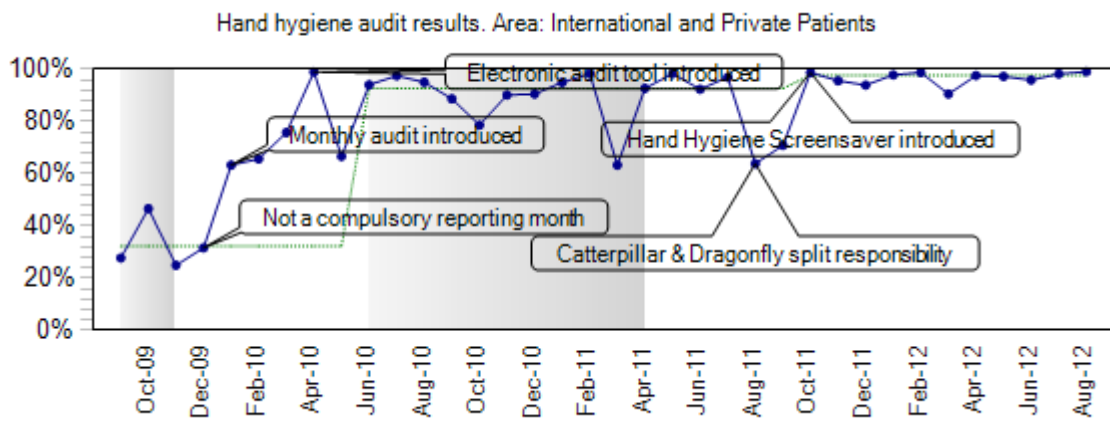 Hand hygiene audit results. Area: International and Private Patients
100%
80%
60%
40%
20%
0%
Electronic audit tool introduced
Monthly audit introduced
Hand Hygiene Screensaver introduced
Not a compulsory reporting month
Catterpillar & Dragonfly split responsibility
Oct-09
Dec-09
Feb-10
Apr-10
Jun-10
Aug-10
Oct-10
Dec-10
Feb-11
Apr-11
Jun-11
Aug-11
Oct-11
Dec-11
Feb-12
Apr-12
Jun-12
Aug-12